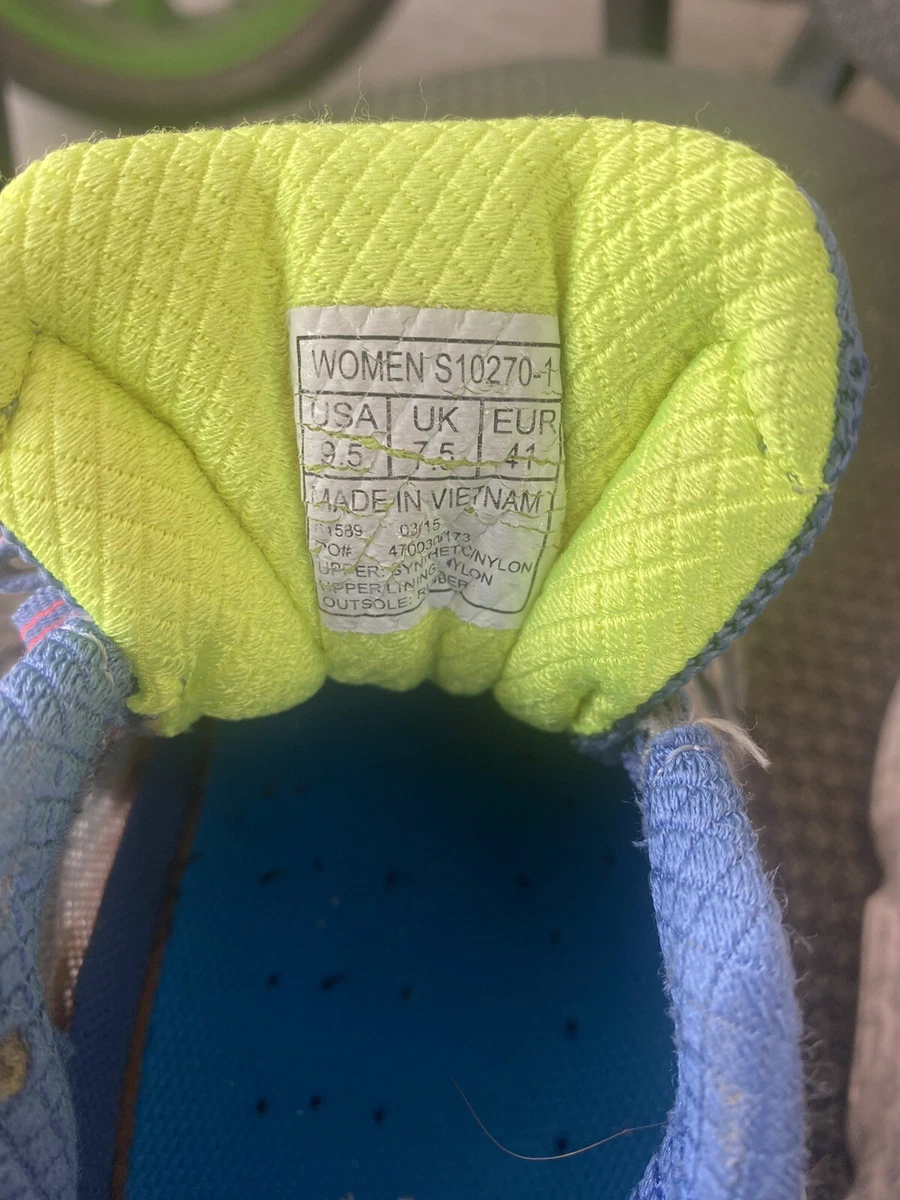 WOMEN S10270-1
USA UK EUR
9.5 7.5 41
MADE IN VIETNAM
03/15
PO#
UPPER: SYNTHETIC/NYLON
UPPER/LINING: NYLON
OUTSOLE: RUBBER